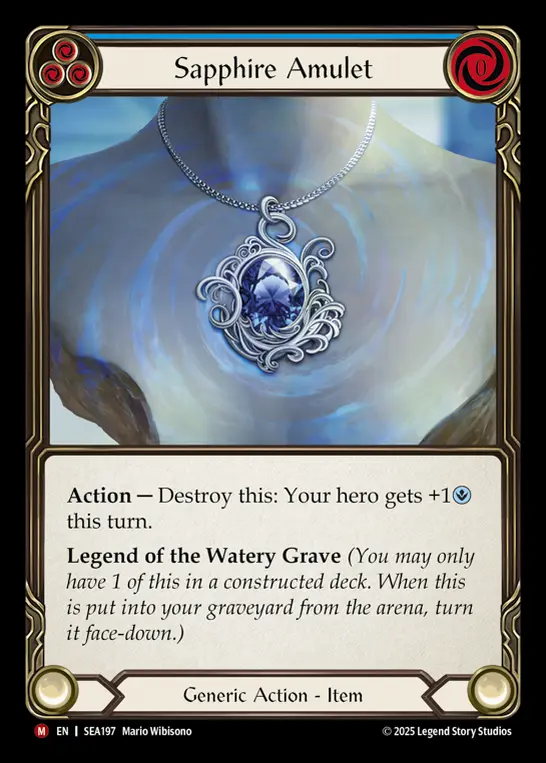 Sapphire Amulet
0
Action — Destroy this: Your hero gets +1
this turn.
Legend of the Watery Grave (You may only
have 1 of this in a constructed deck. When this
is put into your graveyard from the arena, turn
it face-down.)
Generic Action - Item
M EN | SEA197 Mario Wibisono
© 2025 Legend Story Studios